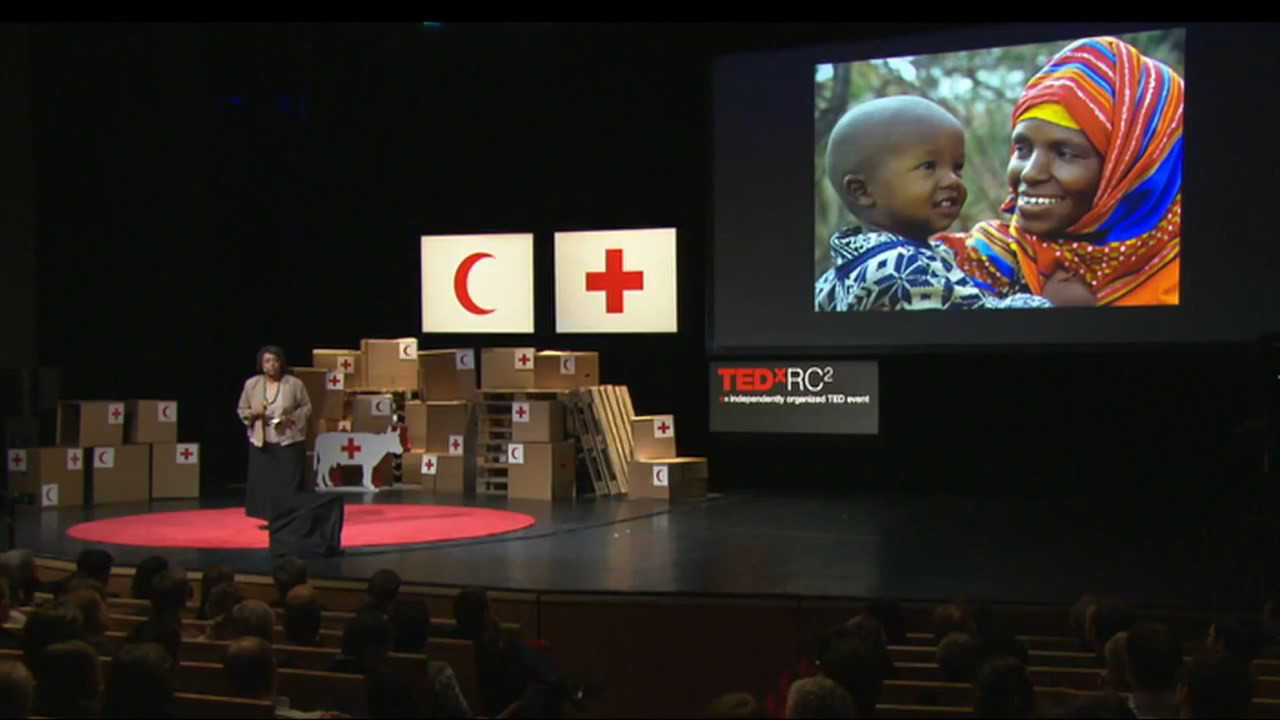 TEDxRC²
x = independently organized TED event